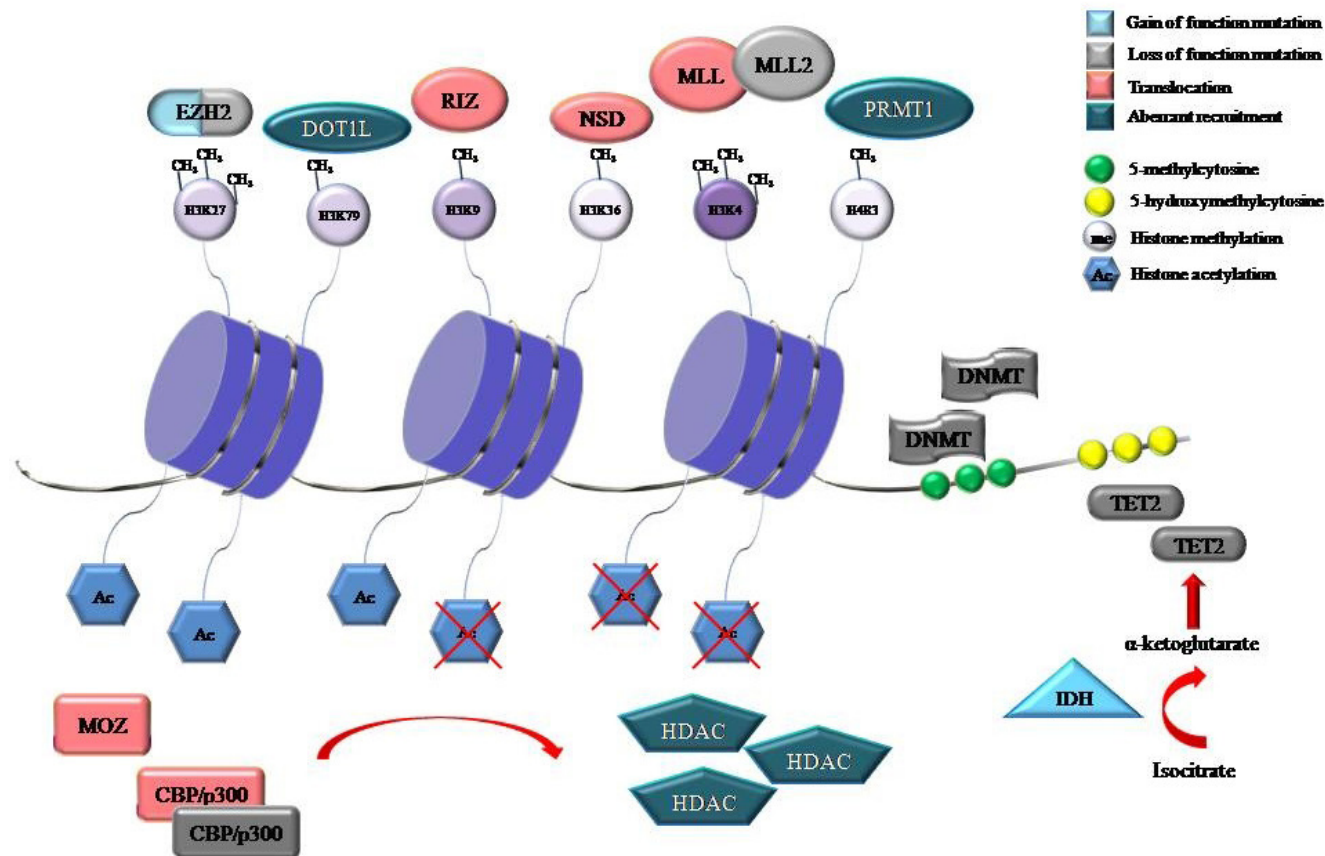 Gain of function mutation
Loss of function mutation
Translocation
Aberrant recruitment
5-methylcytosine
5-hydroxymethylcytosine
me Histone methylation
Ac Histone acetylation
EZH2
DOT1L
RIZ
NSD
MLL
MLL2
PRMT1
CH₃ CH₃ CH₃
CH₃
CH₃
CH₃
CH₃ CH₃ CH₃
CH₃
H3K27
H3K79
H3K9
H3K36
H3K4
H4R3
DNMT
DNMT
TET2
TET2
Ac
Ac
Ac
Ac
Ac
Ac
α-ketoglutarate
IDH
Isocitrate
MOZ
CBP/p300
CBP/p300
HDAC
HDAC
HDAC